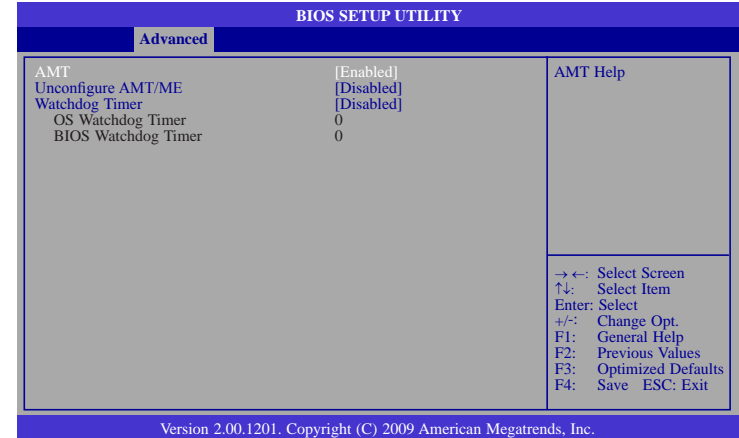 BIOS SETUP UTILITY
Advanced
AMT [Enabled]
Unconfigure AMT/ME [Disabled]
Watchdog Timer [Disabled]
OS Watchdog Timer 0
BIOS Watchdog Timer 0
AMT Help
→←: Select Screen
↑↓: Select Item
Enter: Select
+/-: Change Opt.
F1: General Help
F2: Previous Values
F3: Optimized Defaults
F4: Save ESC: Exit
Version 2.00.1201. Copyright (C) 2009 American Megatrends, Inc.